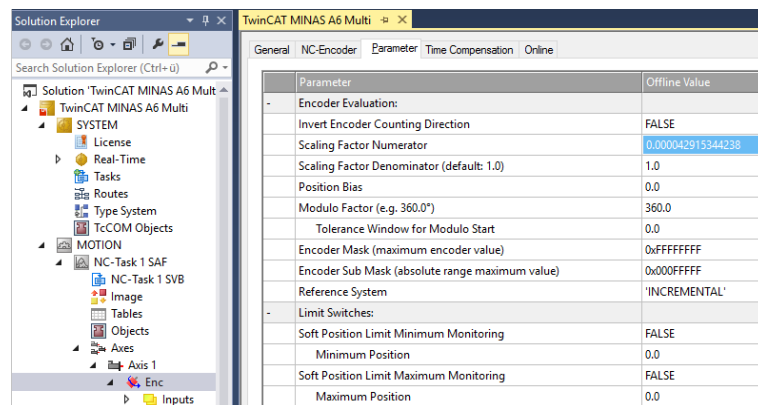 Solution Explorer
Search Solution Explorer (Ctrl+ü)
Solution 'TwinCAT MINAS A6 Mult
TwinCAT MINAS A6 Multi
SYSTEM
License
Real-Time
Tasks
Routes
Type System
TcCOM Objects
MOTION
NC-Task 1 SAF
NC-Task 1 SVB
Image
Tables
Objects
Axes
Axis 1
Enc
Inputs
TwinCAT MINAS A6 Multi
General NC-Encoder Parameter Time Compensation Online
Parameter Offline Value
- Encoder Evaluation:
Invert Encoder Counting Direction FALSE
Scaling Factor Numerator 0.000042915344238
Scaling Factor Denominator (default: 1.0) 1.0
Position Bias 0.0
Modulo Factor (e.g. 360.0°) 360.0
Tolerance Window for Modulo Start 0.0
Encoder Mask (maximum encoder value) 0xFFFFFFFF
Encoder Sub Mask (absolute range maximum value) 0x000FFFFF
Reference System 'INCREMENTAL'
- Limit Switches:
Soft Position Limit Minimum Monitoring FALSE
Minimum Position 0.0
Soft Position Limit Maximum Monitoring FALSE
Maximum Position 0.0